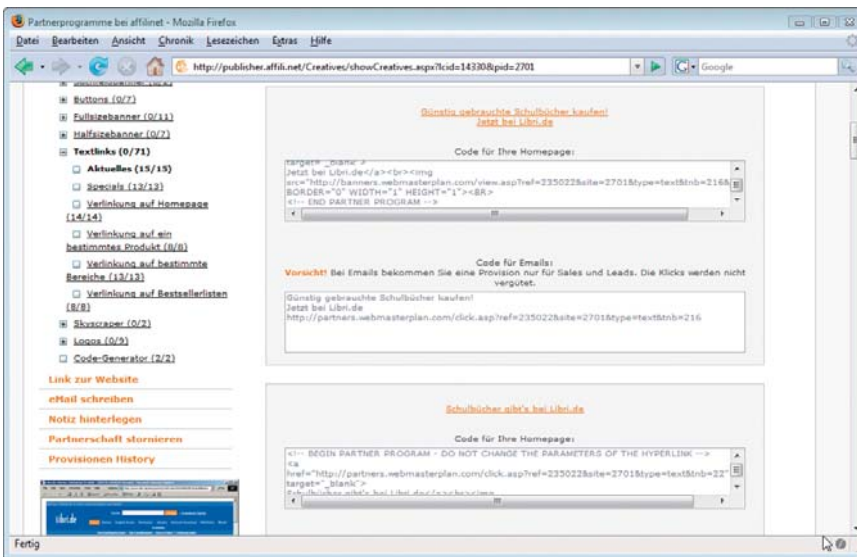 Partnerprogramme bei affilinet - Mozilla Firefox
Datei Bearbeiten Ansicht Chronik Lesezeichen Extras Hilfe
http://publisher.affili.net/Creatives/showCreatives.aspx?lcid=14330&pid=2701
Google
Buttons (0/7)
Fullsizebanner (0/11)
Halfsizebanner (0/7)
Textlinks (0/71)
Aktuelles (15/15)
Specials (13/13)
Verlinkung auf Homepage
(14/14)
Verlinkung auf ein
bestimmtes Produkt (8/8)
Verlinkung auf bestimmte
Bereiche (13/13)
Verlinkung auf Bestsellerlisten
(8/8)
Skyscraper (0/2)
Logos (0/9)
Code-Generator (2/2)
Link zur Website
eMail schreiben
Notiz hinterlegen
Partnerschaft stornieren
Provisionen History
Libri.de
Günstig gebrauchte Schulbücher kaufen!
Jetzt bei Libri.de
Code für Ihre Homepage:
target="_blank">
Jetzt bei Libri.de</a><br><img
src="http://banners.webmasterplan.com/view.asp?ref=235022&site=2701&type=text&tnb=216&
BORDER="0" WIDTH="1" HEIGHT="1"><BR>
<!-- END PARTNER PROGRAM -->
Code für Emails:
Vorsicht! Bei Emails bekommen Sie eine Provision nur für Sales und Leads. Die Klicks werden nicht
vergütet.
Günstig gebrauchte Schulbücher kaufen!
Jetzt bei Libri.de
http://partners.webmasterplan.com/click.asp?ref=235022&site=2701&type=text&tnb=216
Schulbücher gibt's bei Libri.de
Code für Ihre Homepage:
<!-- BEGIN PARTNER PROGRAM - DO NOT CHANGE THE PARAMETERS OF THE HYPERLINK -->
<a
href="http://partners.webmasterplan.com/click.asp?ref=235022&site=2701&type=text&tnb=22"
target="_blank">
Schulbücher gibt's bei Libri.de</a><br><img
Fertig